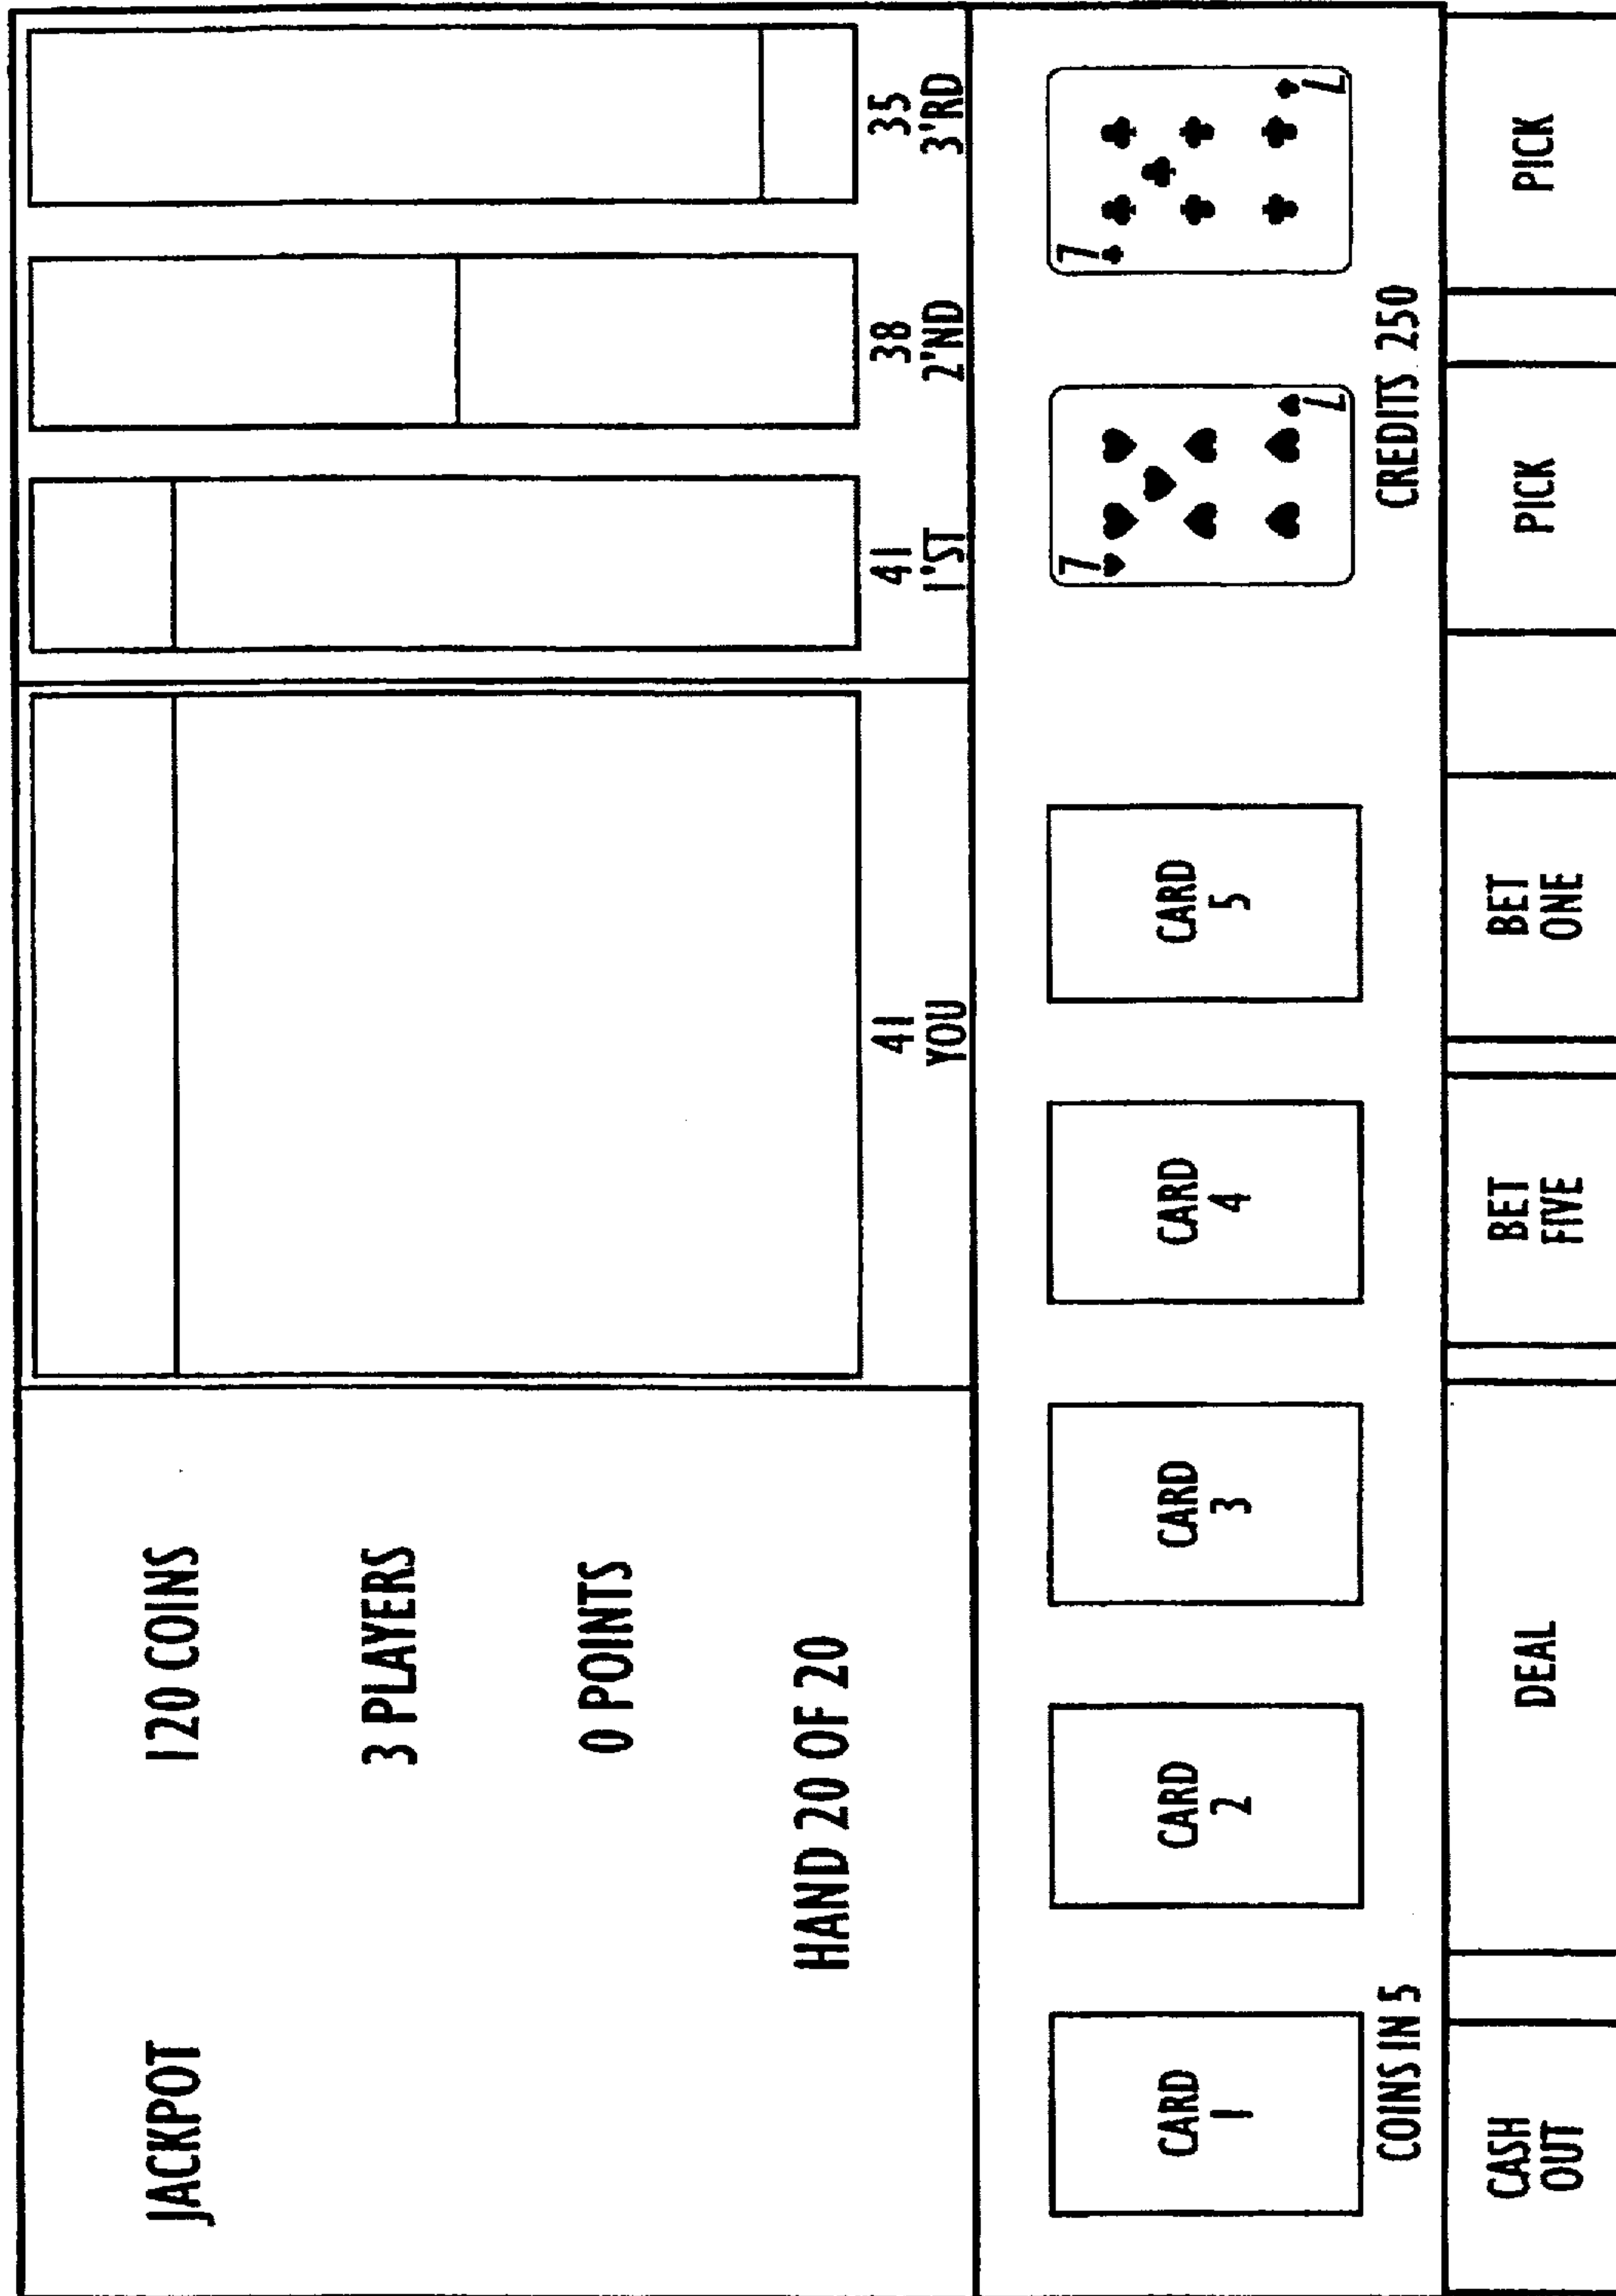 JACKPOT
120 COINS
3 PLAYERS
0 POINTS
HAND 20 OF 20
41
YOU
41
1'ST
38
2'ND
35
3'RD
CARD
1
CARD
2
CARD
3
CARD
4
CARD
5
7
7
7
7
COINS IN 5
CREDITS 250
CASH
OUT
DEAL
BET
FIVE
BET
ONE
PICK
PICK